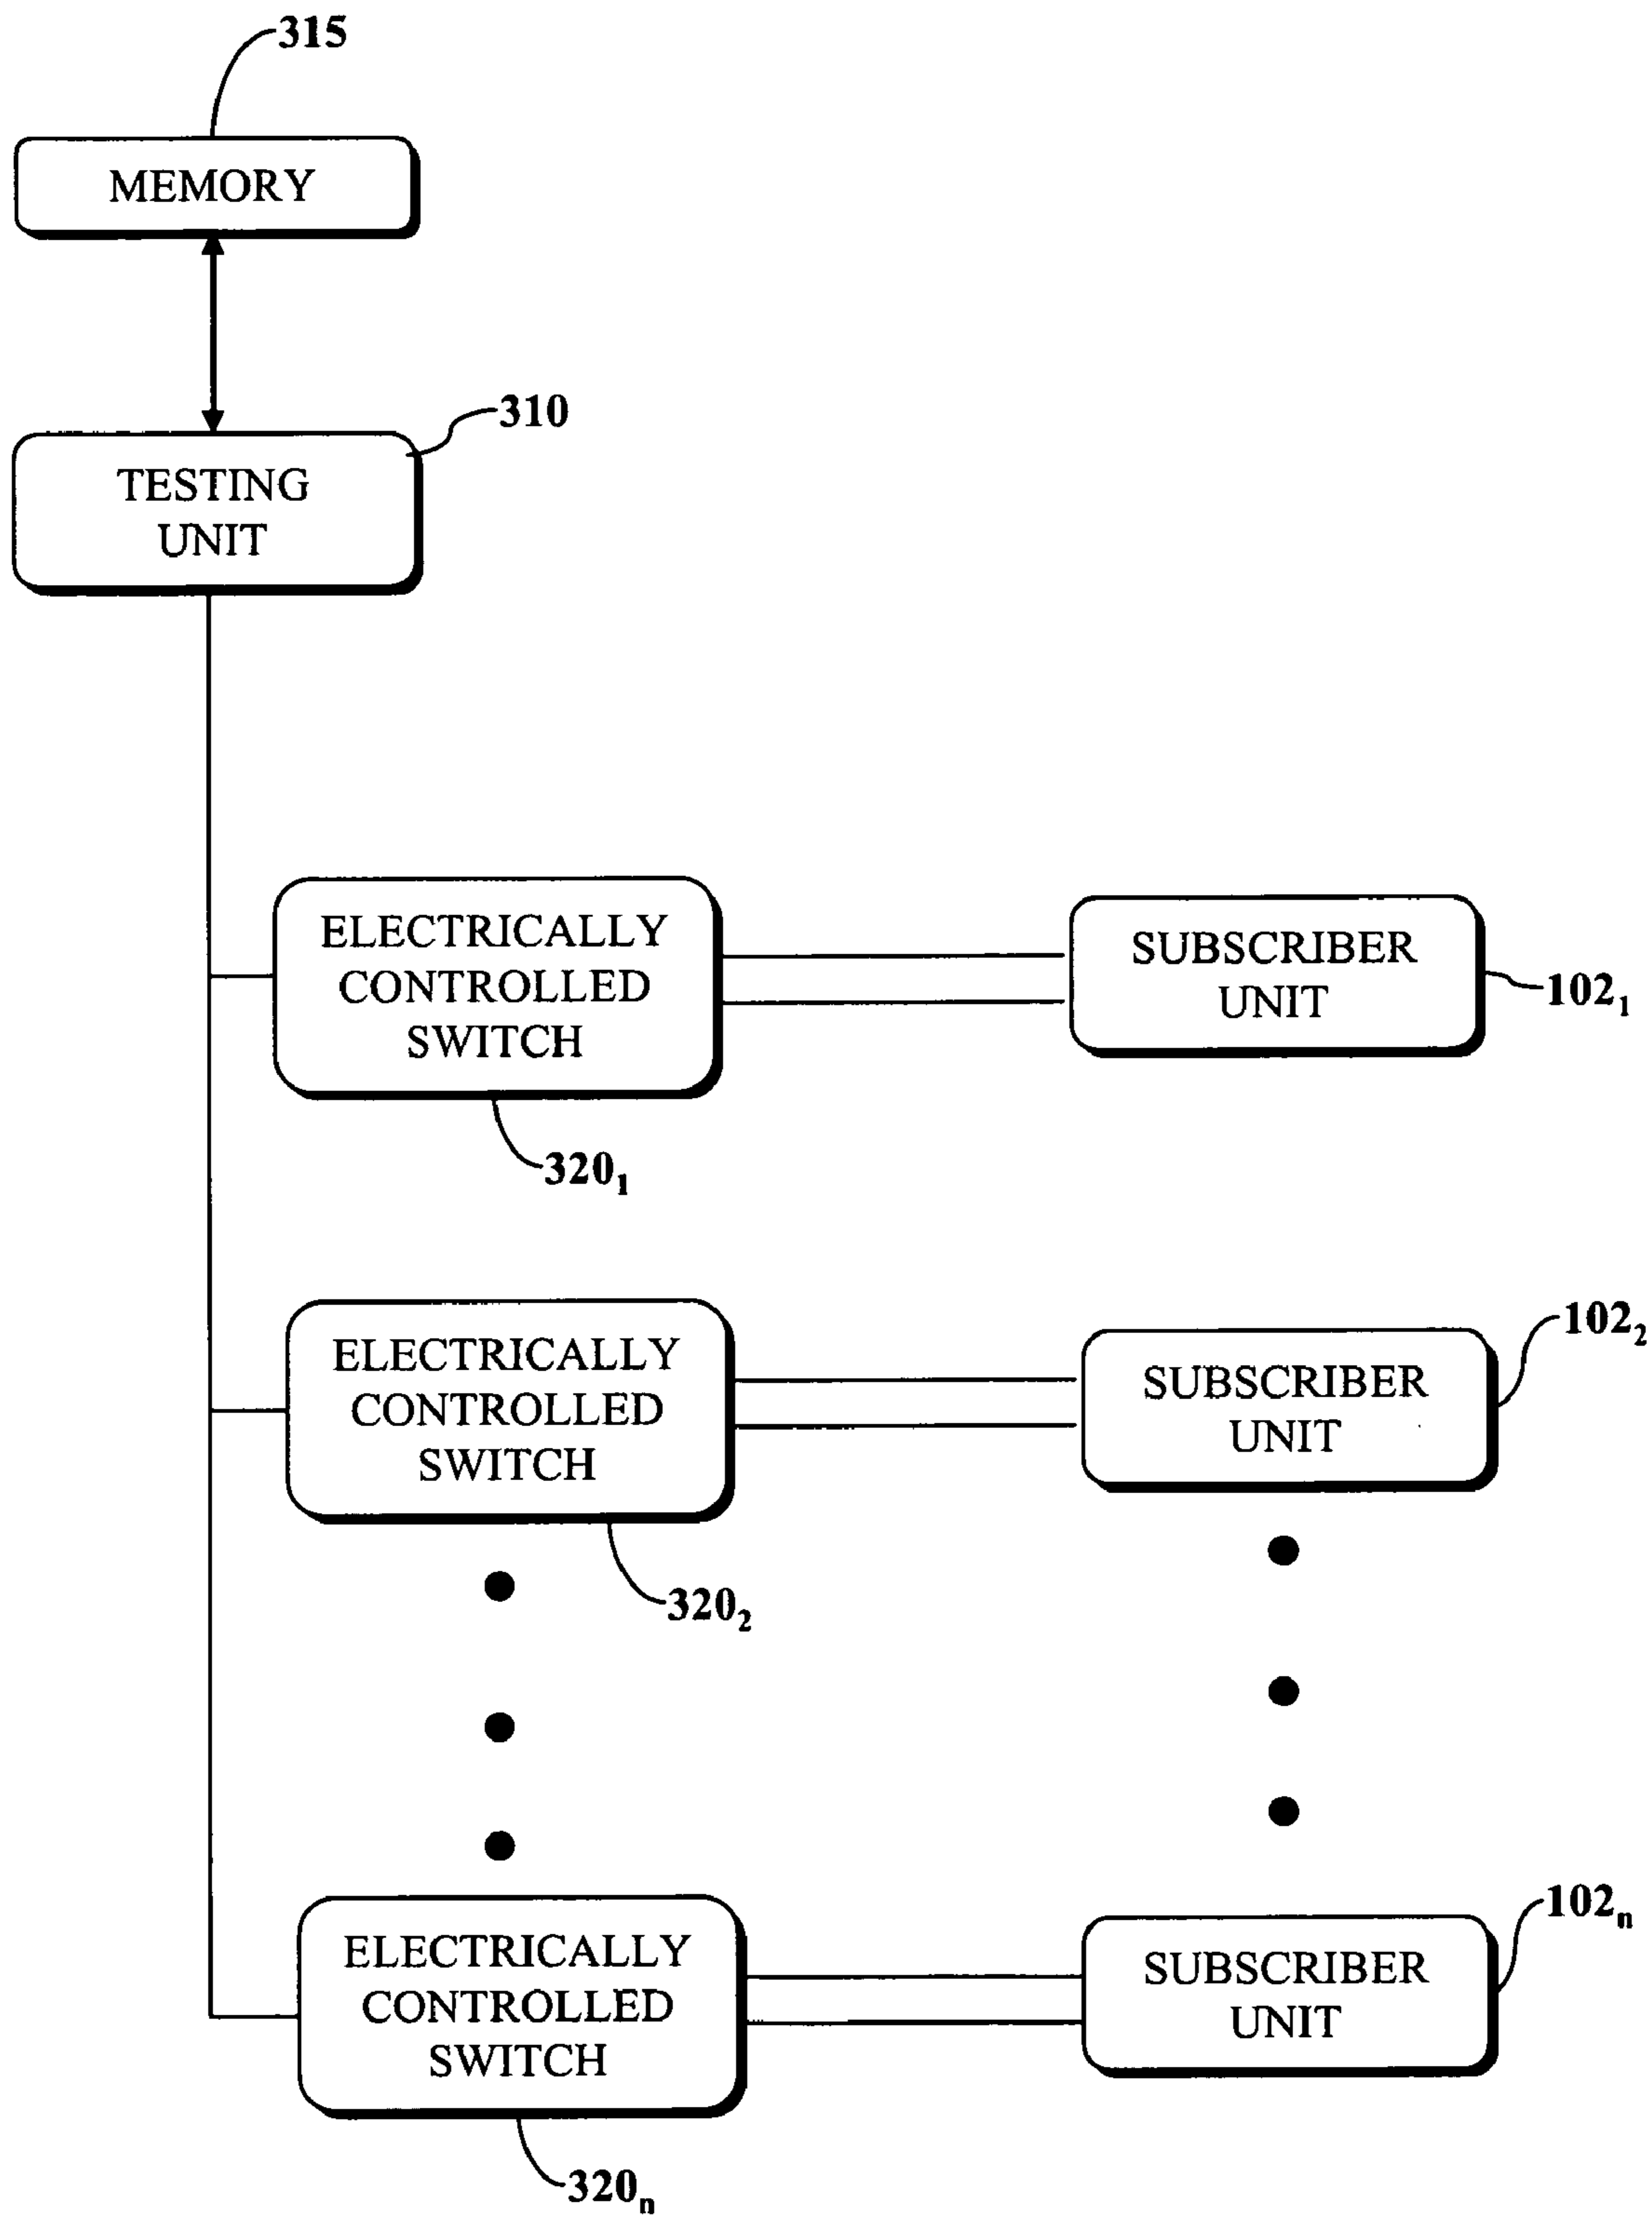 315
MEMORY
310
TESTING
UNIT
ELECTRICALLY
CONTROLLED
SWITCH
SUBSCRIBER
UNIT
102₁
320₁
ELECTRICALLY
CONTROLLED
SWITCH
SUBSCRIBER
UNIT
102₂
320₂
ELECTRICALLY
CONTROLLED
SWITCH
SUBSCRIBER
UNIT
102ₙ
320ₙ